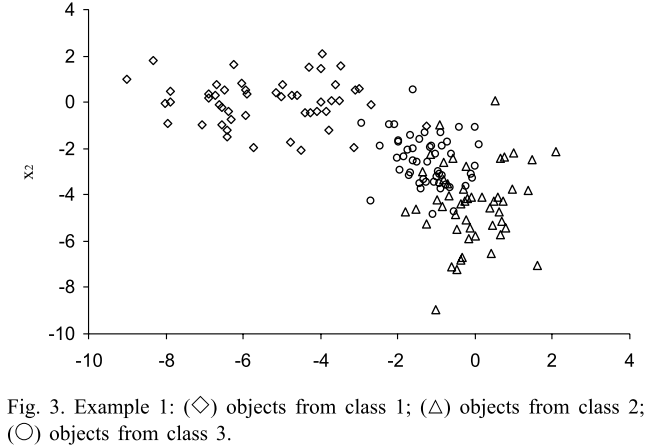 4
2
0
-2
-4
-6
-8
-10
x2
-10 -8 -6 -4 -2 0 2 4
Fig. 3. Example 1: (◇) objects from class 1; (△) objects from class 2;
(○) objects from class 3.